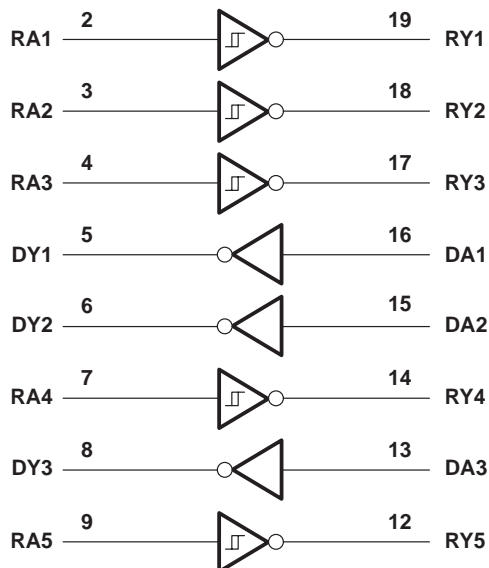 RA1 2 19 RY1
RA2 3 18 RY2
RA3 4 17 RY3
DY1 5 16 DA1
DY2 6 15 DA2
RA4 7 14 RY4
DY3 8 13 DA3
RA5 9 12 RY5